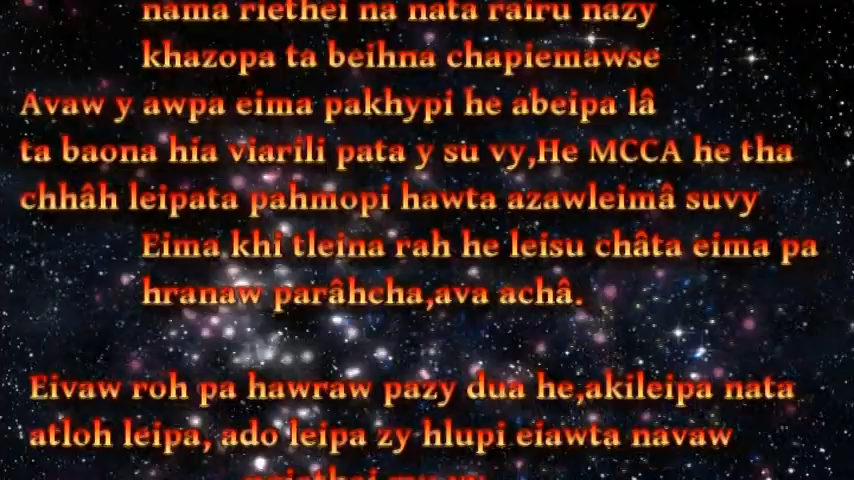 nama riethei na nata rairu nazy
khazopa ta beihna chapiemawse
Avaw y awpa eima pakhypi he abeipa lâ
ta baona hia viarili pata y su vy,He MCCA he tha
chhâh leipata pahmopi hawta azawleimâ suvy
Eima khi tleina rah he leisu châta eima pa
hranaw parâhcha,ava achâ.
Eivaw roh pa hawraw pazy dua he,akileipa nata
atloh leipa, ado leipa zy hlupi eiawta navaw